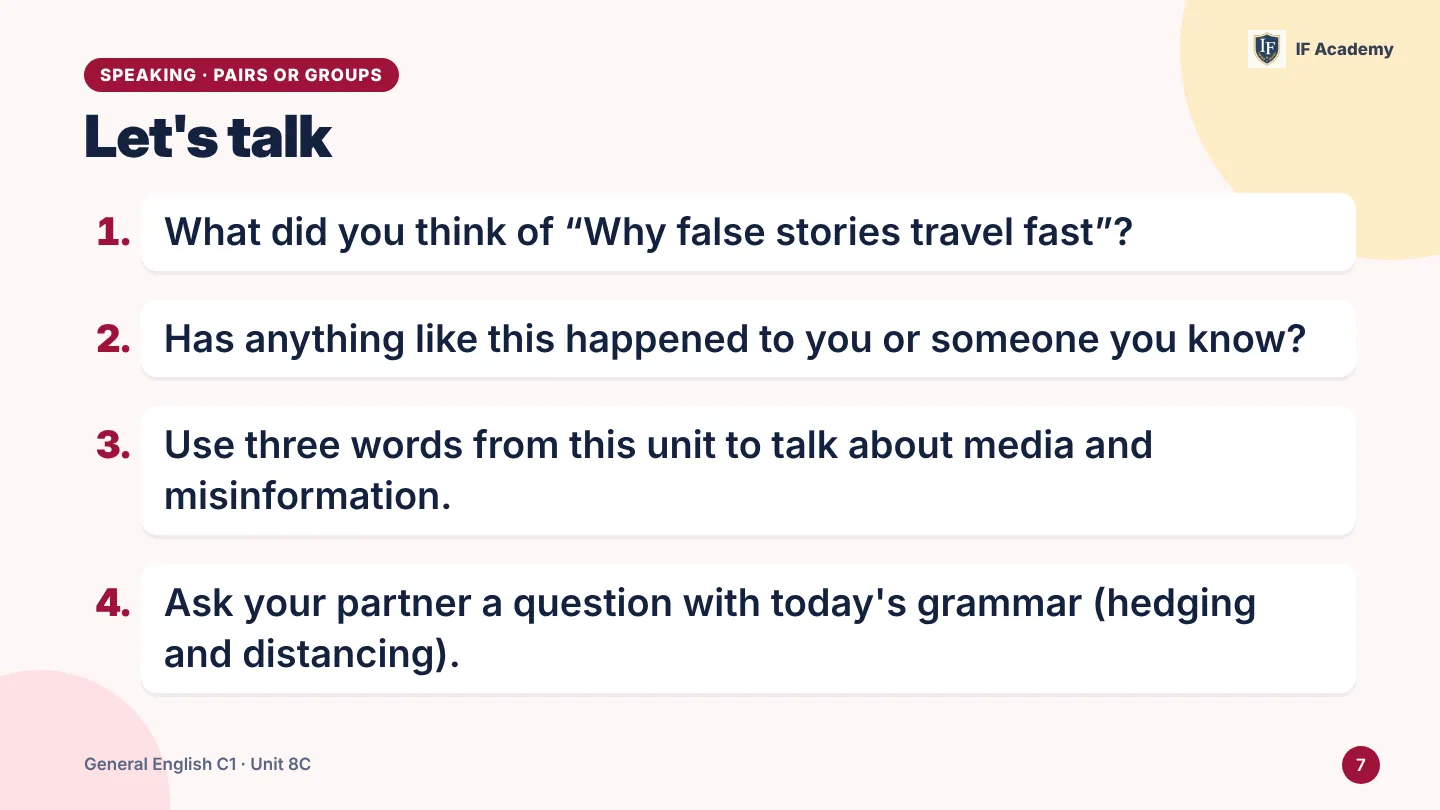 IF
IF Academy
SPEAKING · PAIRS OR GROUPS
Let's talk
1. What did you think of “Why false stories travel fast”?
2. Has anything like this happened to you or someone you know?
3. Use three words from this unit to talk about media and
misinformation.
4. Ask your partner a question with today's grammar (hedging
and distancing).
General English C1 · Unit 8C
7